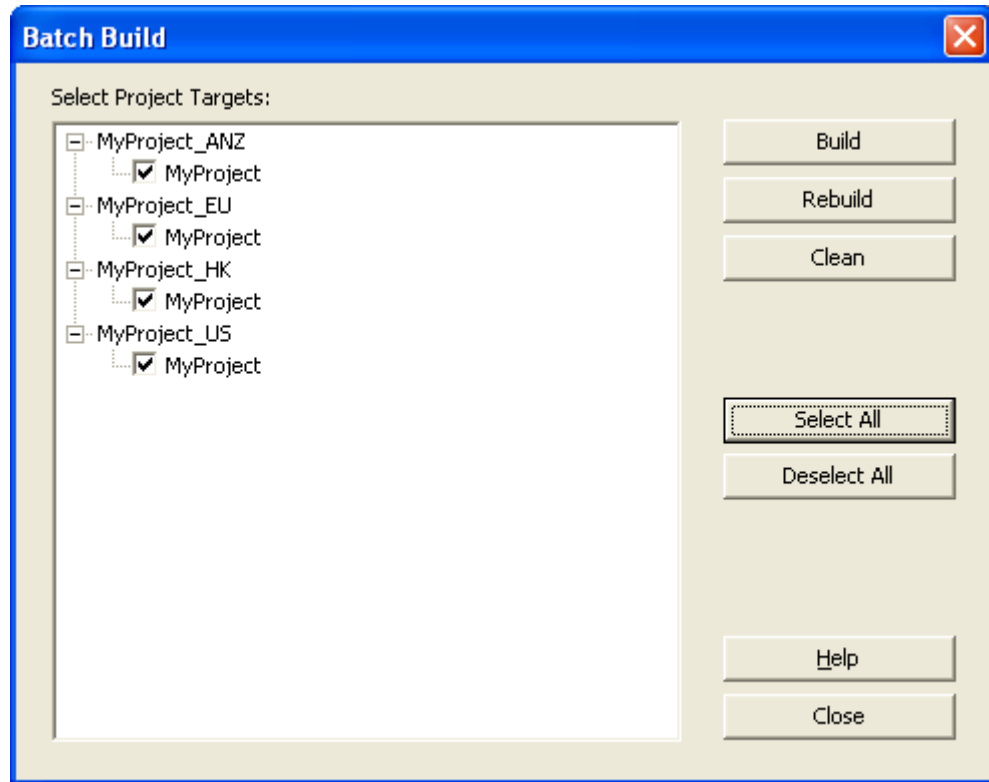 Batch Build
Select Project Targets:
MyProject_ANZ
MyProject
MyProject_EU
MyProject
MyProject_HK
MyProject
MyProject_US
MyProject
Build
Rebuild
Clean
Select All
Deselect All
Help
Close